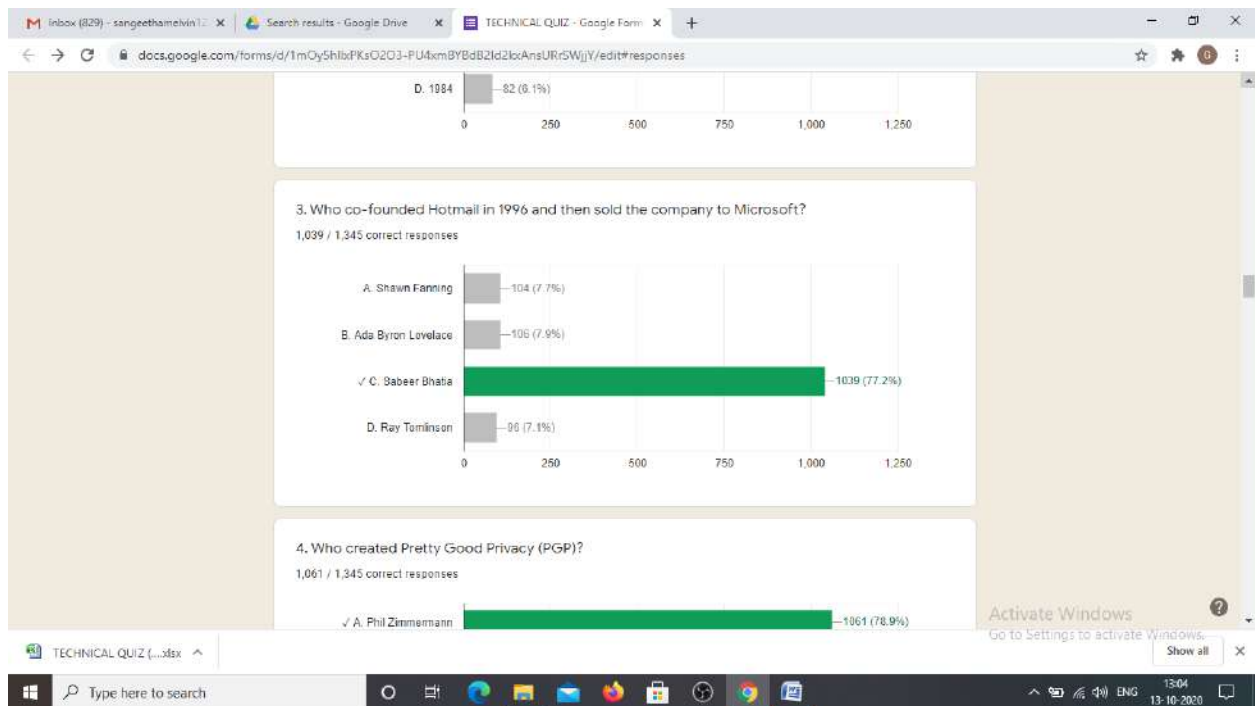 Inbox (829) - sangeethamelvin12
Search results - Google Drive
TECHNICAL QUIZ - Google Form
docs.google.com/forms/d/
/edit#responses
D. 1984
82 (6.1%)
0 250 500 750 1,000 1,250
3. Who co-founded Hotmail in 1996 and then sold the company to Microsoft?
1,039 / 1,345 correct responses
A. Shawn Fanning
104 (7.7%)
B. Ada Byron Lovelace
106 (7.9%)
✓ C. Sabeer Bhatia
1039 (77.2%)
D. Ray Tomlinson
96 (7.1%)
0 250 500 750 1,000 1,250
4. Who created Pretty Good Privacy (PGP)?
1,061 / 1,345 correct responses
✓ A. Phil Zimmermann
1061 (78.9%)
Activate Windows
Go to Settings to activate Windows.
TECHNICAL QUIZ (....xlsx
Show all
Type here to search
ENG
13:04
13-10-2020